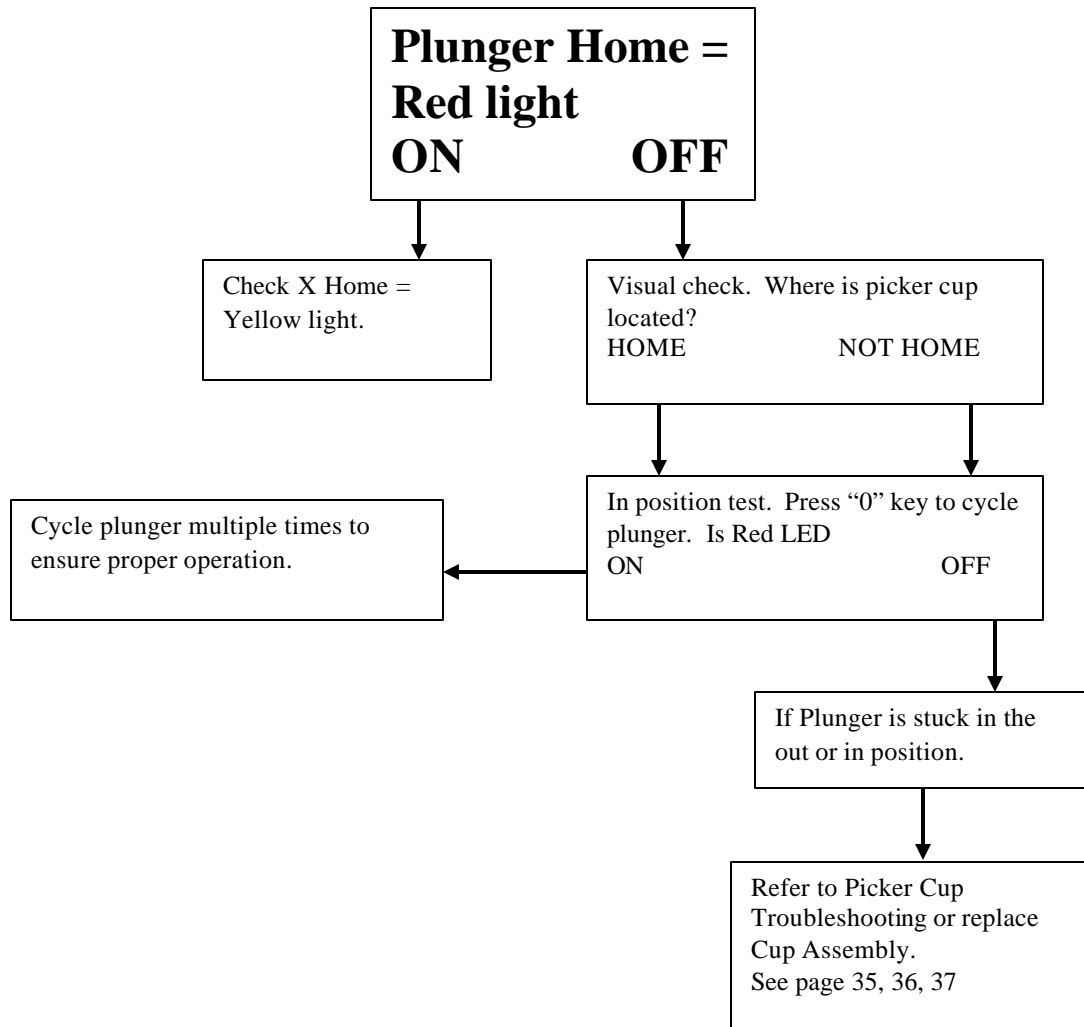 Plunger Home =
Red light
ON OFF
Check X Home =
Yellow light.
Visual check. Where is picker cup
located?
HOME NOT HOME
In position test. Press “0” key to cycle
plunger. Is Red LED
ON OFF
Cycle plunger multiple times to
ensure proper operation.
If Plunger is stuck in the
out or in position.
Refer to Picker Cup
Troubleshooting or replace
Cup Assembly.
See page 35, 36, 37